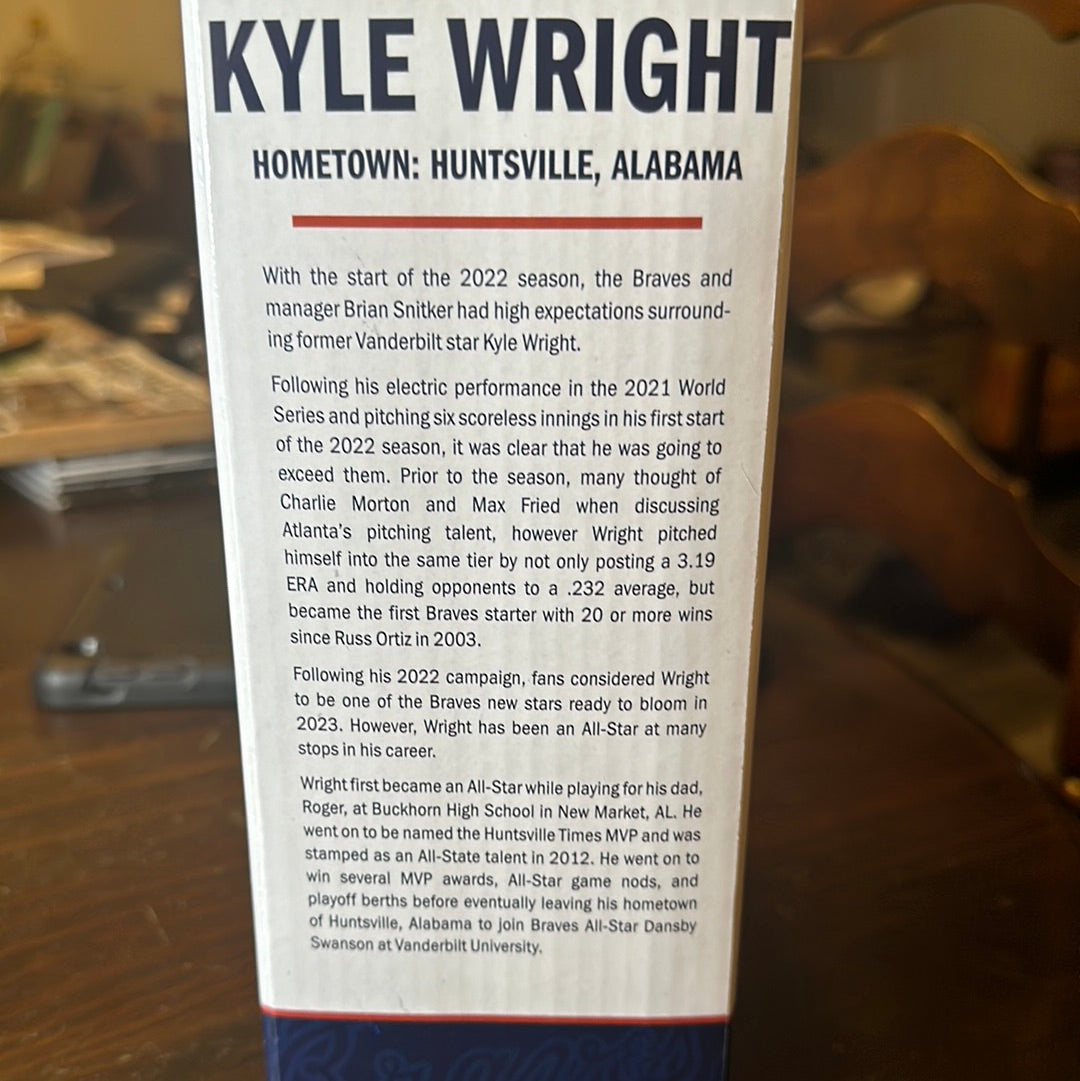 KYLE WRIGHT
HOMETOWN: HUNTSVILLE, ALABAMA
With the start of the 2022 season, the Braves and
manager Brian Snitker had high expectations surround-
ing former Vanderbilt star Kyle Wright.
Following his electric performance in the 2021 World
Series and pitching six scoreless innings in his first start
of the 2022 season, it was clear that he was going to
exceed them. Prior to the season, many thought of
Charlie Morton and Max Fried when discussing
Atlanta's pitching talent, however Wright pitched
himself into the same tier by not only posting a 3.19
ERA and holding opponents to a .232 average, but
became the first Braves starter with 20 or more wins
since Russ Ortiz in 2003.
Following his 2022 campaign, fans considered Wright
to be one of the Braves new stars ready to bloom in
2023. However, Wright has been an All-Star at many
stops in his career.
Wright first became an All-Star while playing for his dad,
Roger, at Buckhorn High School in New Market, AL. He
went on to be named the Huntsville Times MVP and was
stamped as an All-State talent in 2012. He went on to
win several MVP awards, All-Star game nods, and
playoff berths before eventually leaving his hometown
of Huntsville, Alabama to join Braves All-Star Dansby
Swanson at Vanderbilt University.